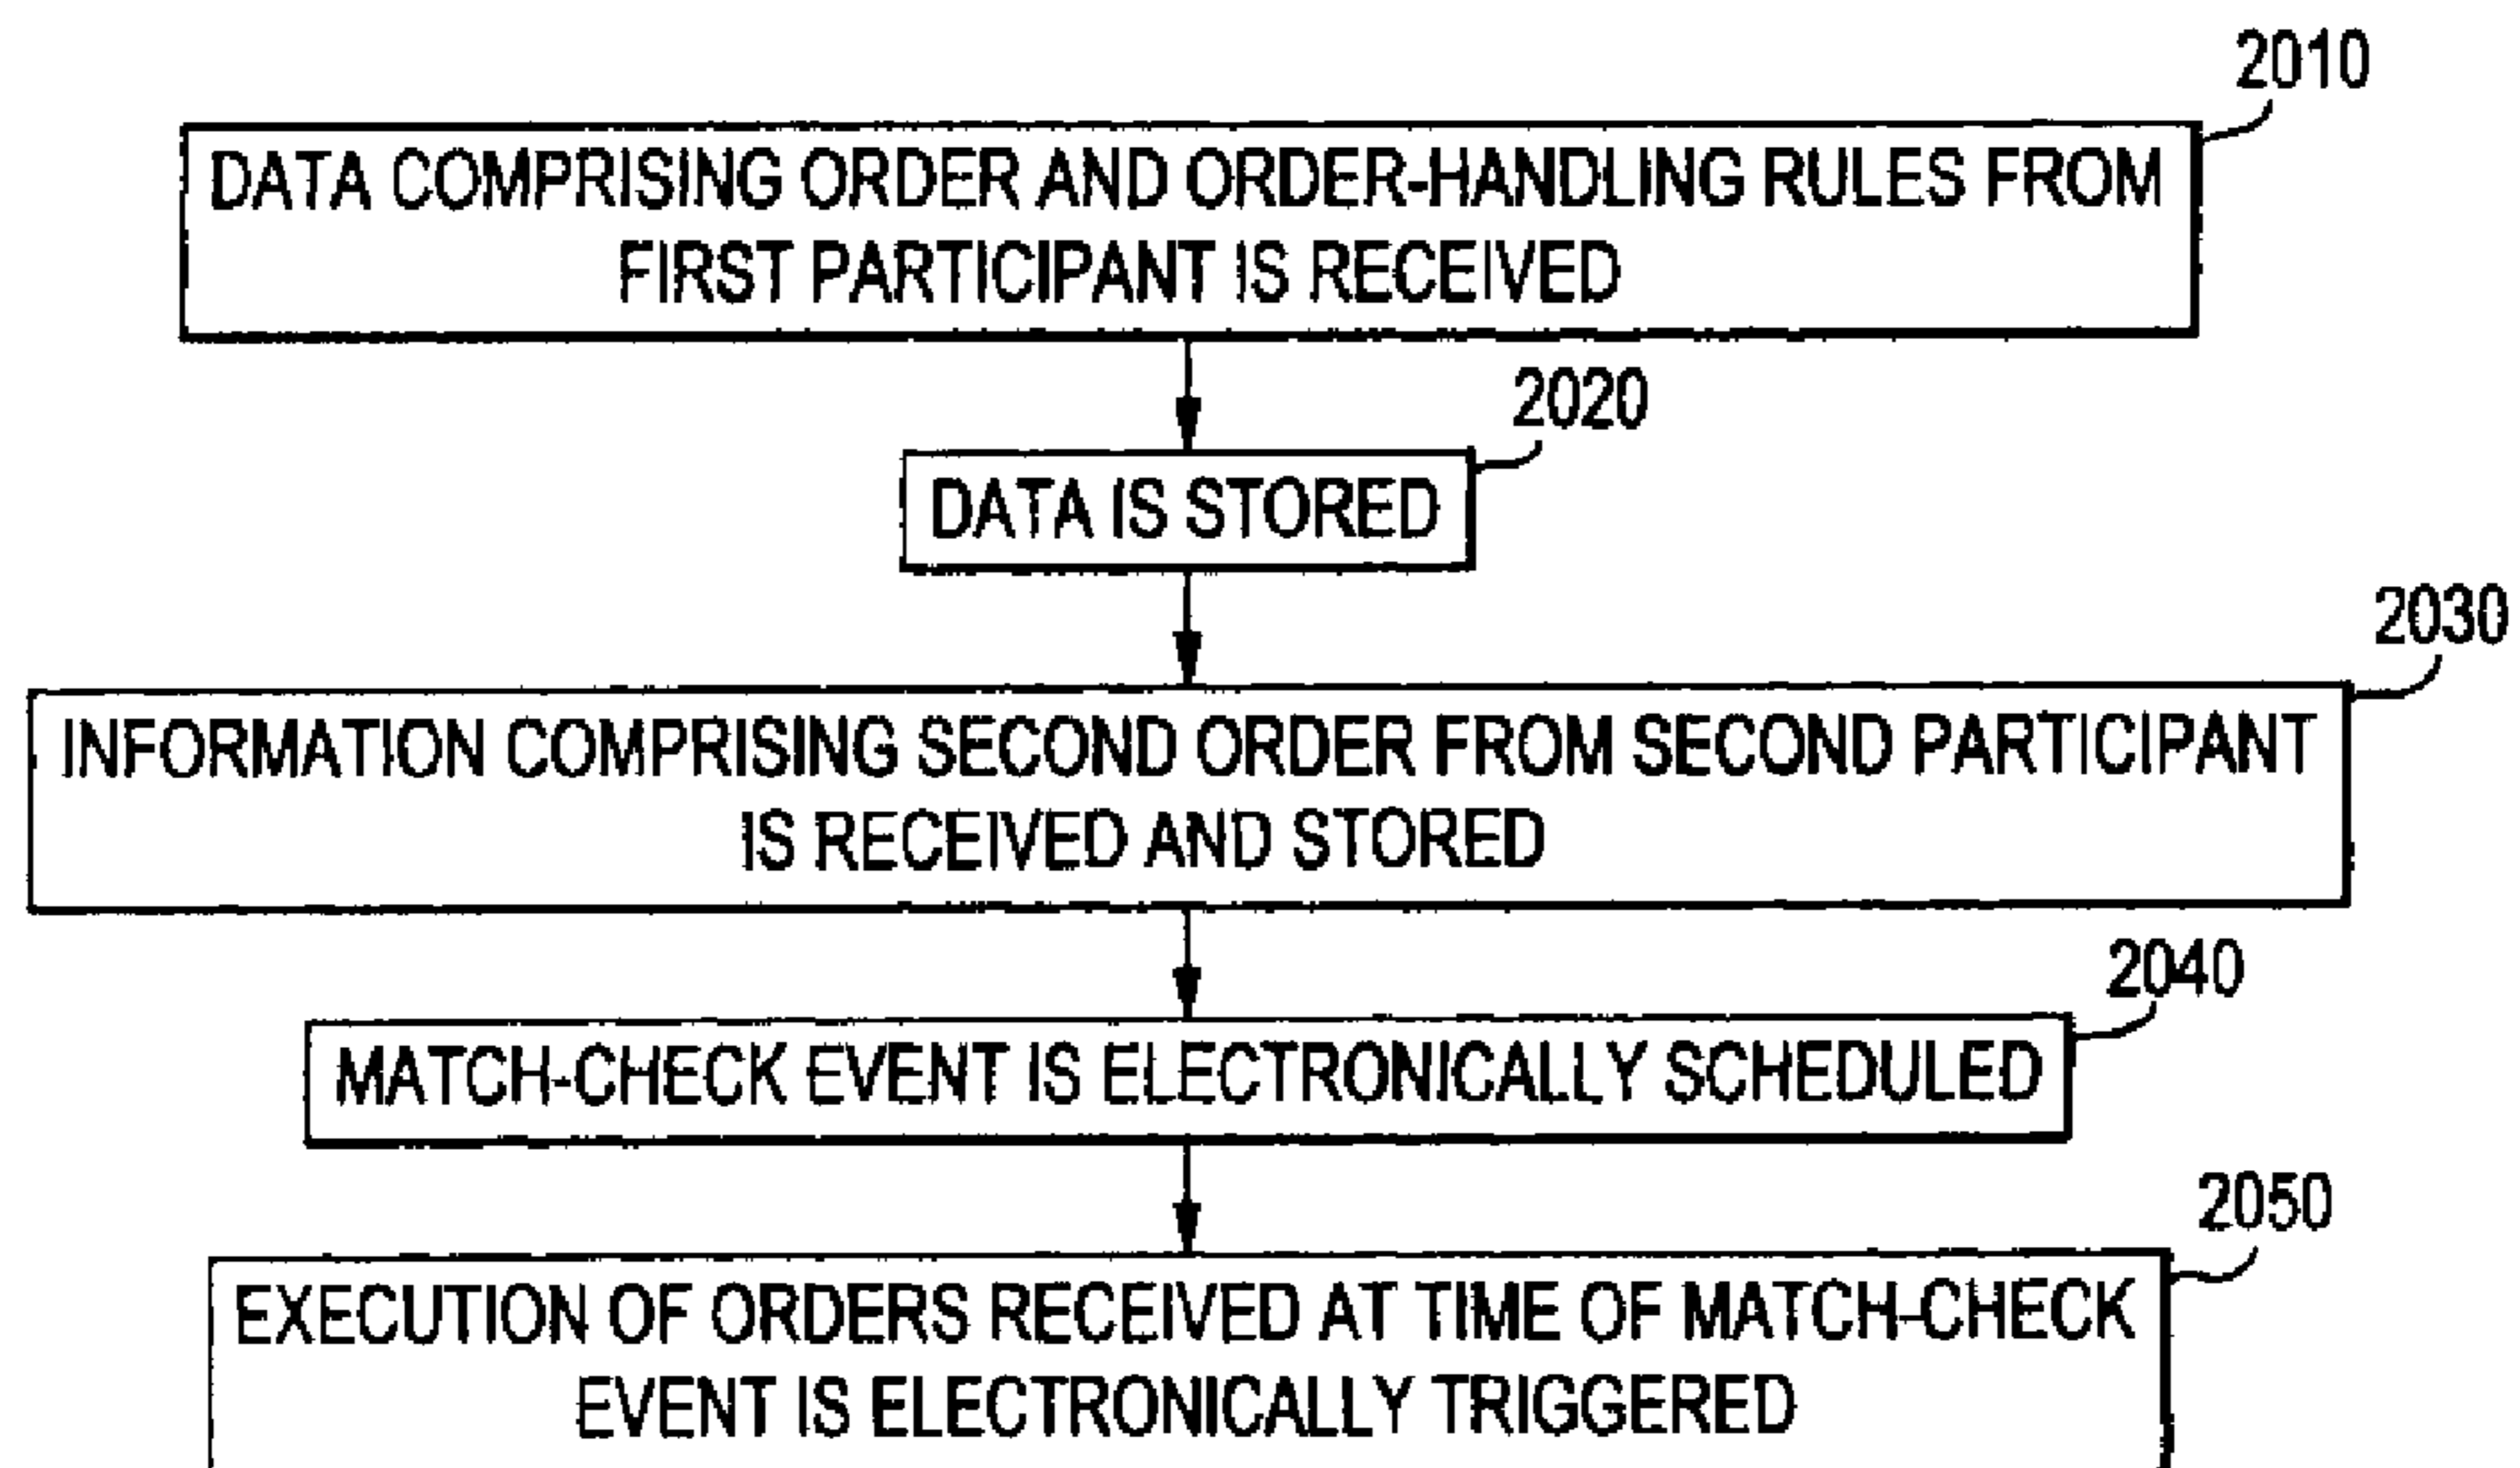 2010
DATA COMPRISING ORDER AND ORDER-HANDLING RULES FROM
FIRST PARTICIPANT IS RECEIVED
2020
DATA IS STORED
2030
INFORMATION COMPRISING SECOND ORDER FROM SECOND PARTICIPANT
IS RECEIVED AND STORED
2040
MATCH-CHECK EVENT IS ELECTRONICALLY SCHEDULED
2050
EXECUTION OF ORDERS RECEIVED AT TIME OF MATCH-CHECK
EVENT IS ELECTRONICALLY TRIGGERED